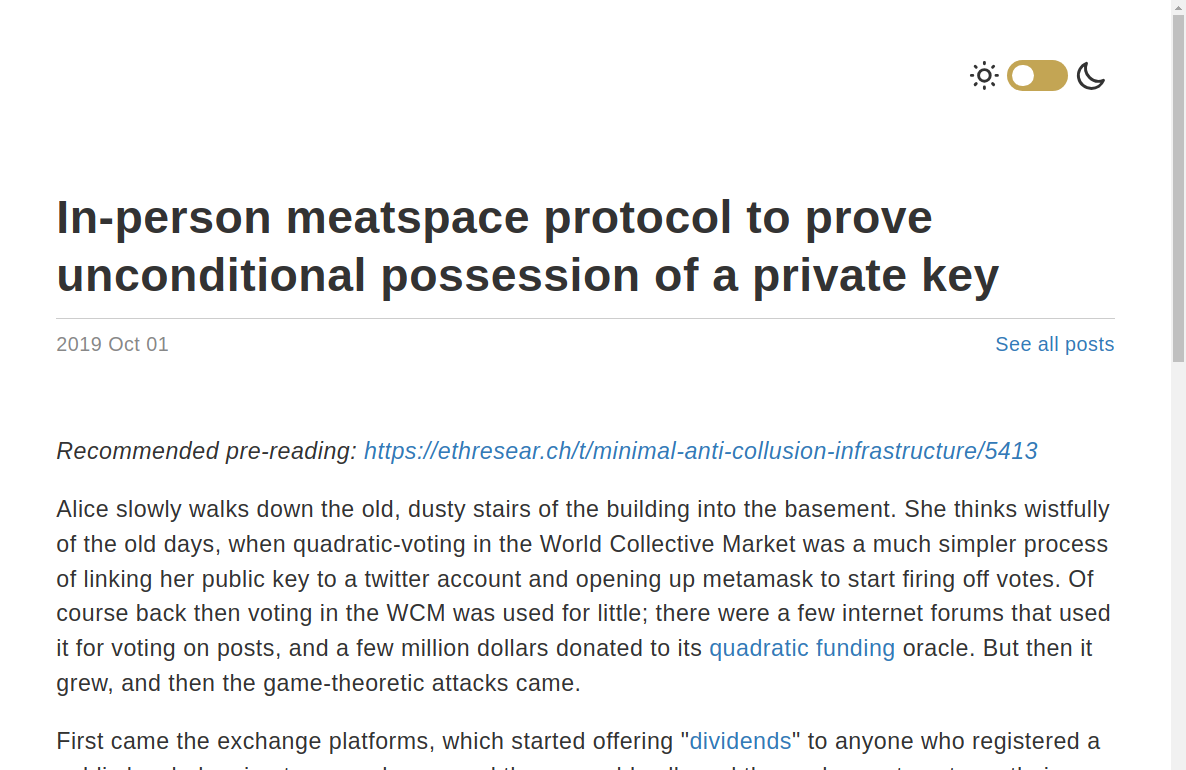 In-person meatspace protocol to prove
unconditional possession of a private key
2019 Oct 01
See all posts
Recommended pre-reading: https://ethresear.ch/t/minimal-anti-collusion-infrastructure/5413
Alice slowly walks down the old, dusty stairs of the building into the basement. She thinks wistfully
of the old days, when quadratic-voting in the World Collective Market was a much simpler process
of linking her public key to a twitter account and opening up metamask to start firing off votes. Of
course back then voting in the WCM was used for little; there were a few internet forums that used
it for voting on posts, and a few million dollars donated to its quadratic funding oracle. But then it
grew, and then the game-theoretic attacks came.
First came the exchange platforms, which started offering "dividends" to anyone who registered a